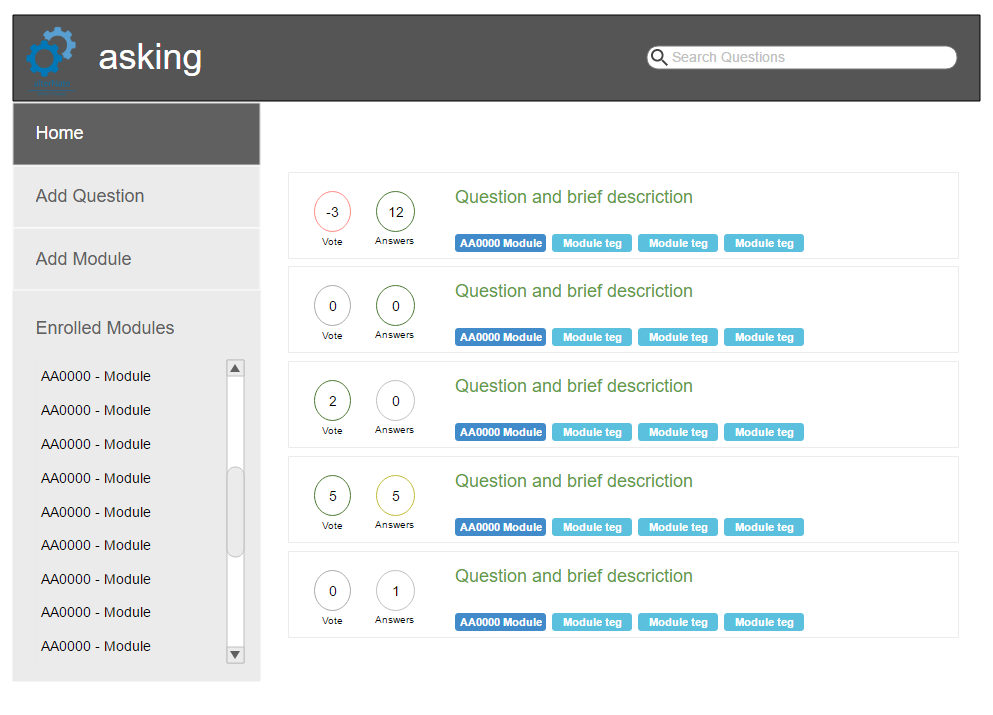 asking
Search Questions
Home
Add Question
Add Module
Enrolled Modules
AA0000 - Module
AA0000 - Module
AA0000 - Module
AA0000 - Module
AA0000 - Module
AA0000 - Module
AA0000 - Module
AA0000 - Module
AA0000 - Module
-3 12 Question and brief descriction
Vote Answers AA0000 Module Module teg Module teg Module teg
0 0 Question and brief descriction
Vote Answers AA0000 Module Module teg Module teg Module teg
2 0 Question and brief descriction
Vote Answers AA0000 Module Module teg Module teg Module teg
5 5 Question and brief descriction
Vote Answers AA0000 Module Module teg Module teg Module teg
0 1 Question and brief descriction
Vote Answers AA0000 Module Module teg Module teg Module teg